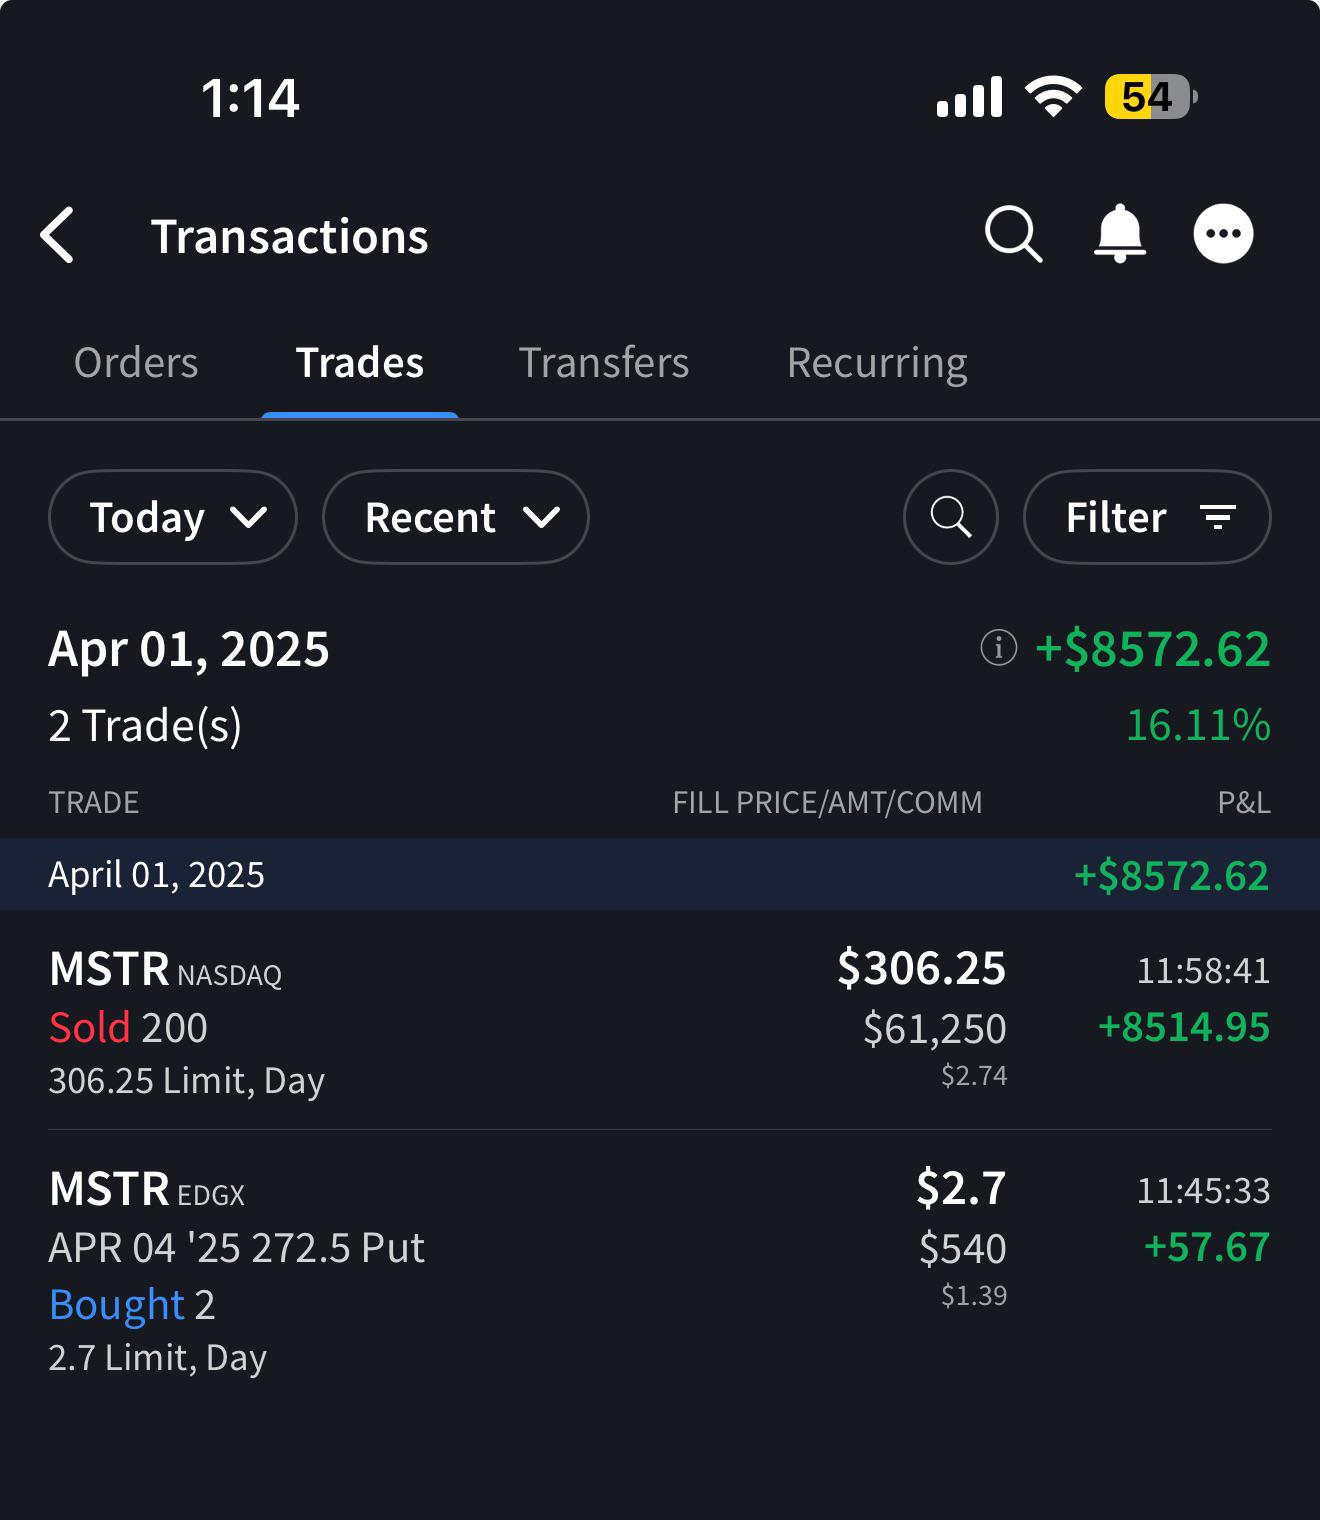 1:14 54
Transactions
Orders Trades Transfers Recurring
Today Recent Filter
Apr 01, 2025 +$8572.62
2 Trade(s) 16.11%
TRADE FILL PRICE/AMT/COMM P&L
April 01, 2025 +$8572.62
MSTR NASDAQ $306.25 11:58:41
Sold 200 $61,250 +8514.95
306.25 Limit, Day $2.74
MSTR EDGX $2.7 11:45:33
APR 04 '25 272.5 Put $540 +57.67
Bought 2 $1.39
2.7 Limit, Day